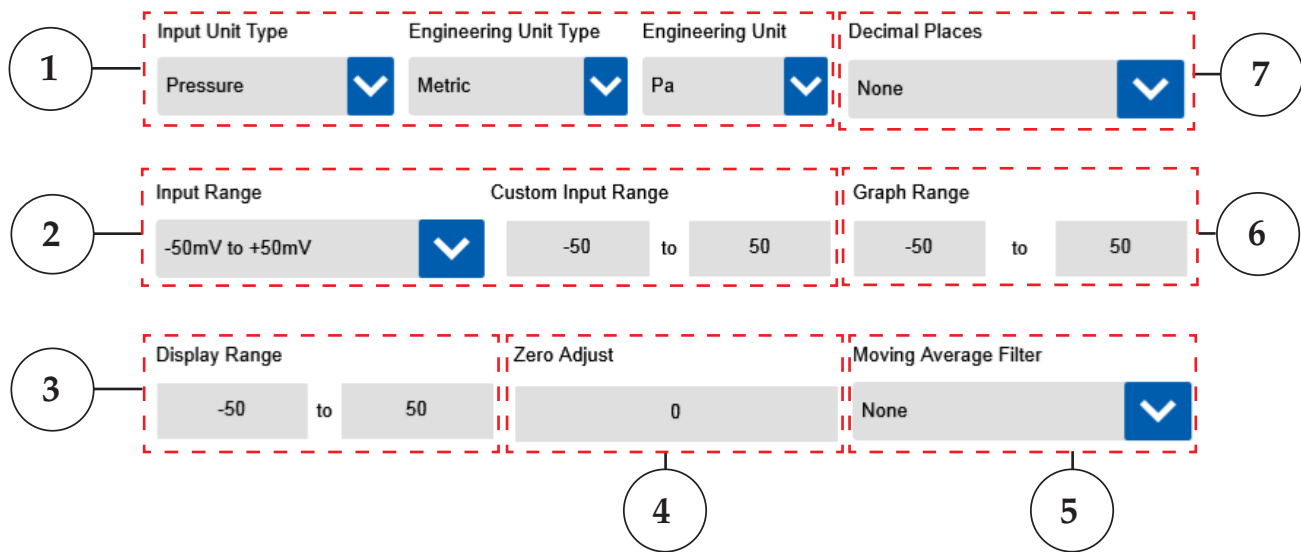 Input Unit Type Engineering Unit Type Engineering Unit Decimal Places
1 Pressure Metric Pa None 7
Input Range Custom Input Range Graph Range
2 -50mV to +50mV -50 to 50 -50 to 50 6
Display Range Zero Adjust Moving Average Filter
3 -50 to 50 0 None
4 5